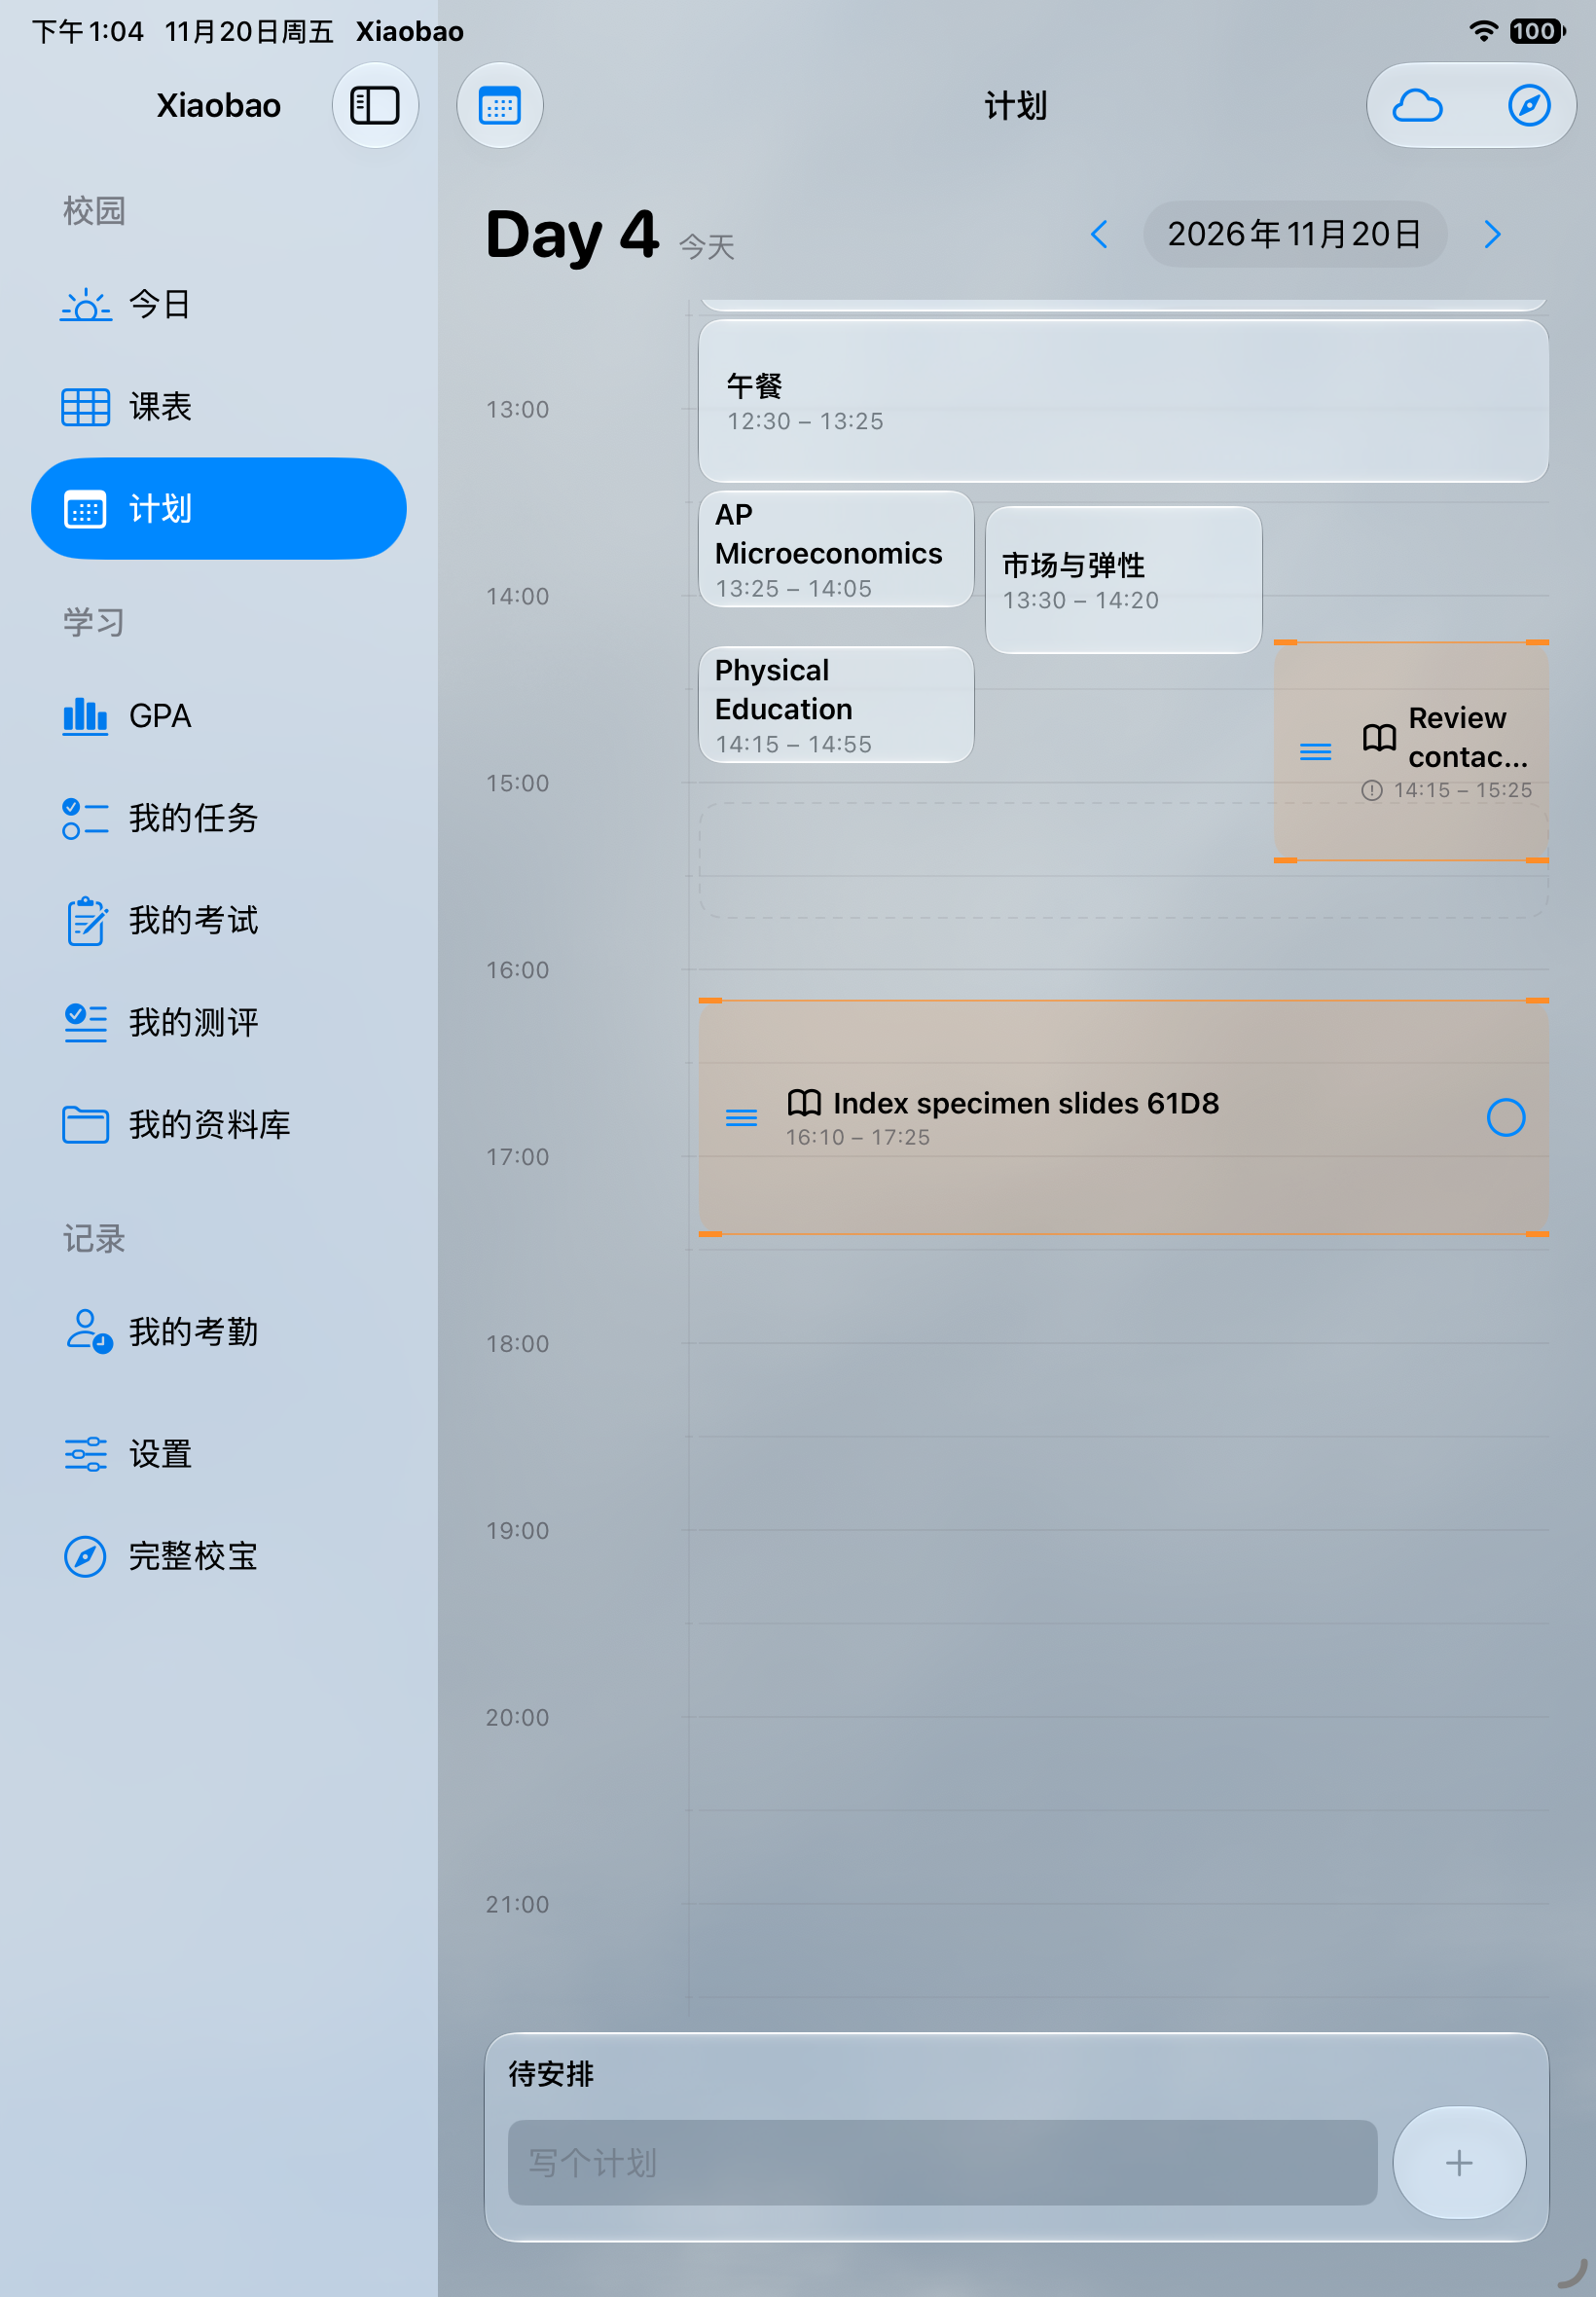 下午1:04 11月20日周五 Xiaobao
100
Xiaobao
计划
校园
今日
课表
计划
学习
GPA
我的任务
我的考试
我的测评
我的资料库
记录
我的考勤
设置
完整校宝
Day 4 今天
2026年11月20日
13:00
14:00
15:00
16:00
17:00
18:00
19:00
20:00
21:00
午餐
12:30 – 13:25
AP
Microeconomics
13:25 – 14:05
市场与弹性
13:30 – 14:20
Physical
Education
14:15 – 14:55
Review
contac...
14:15 – 15:25
Index specimen slides 61D8
16:10 – 17:25
待安排
写个计划